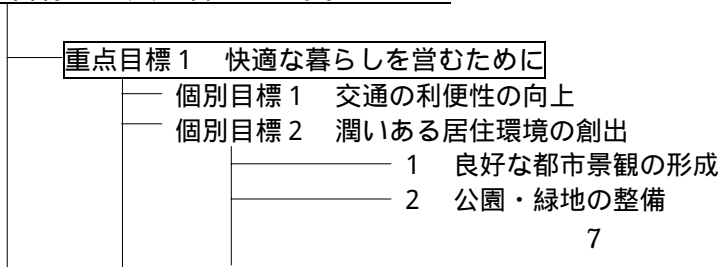 重点目標1 快適な暮らしを営むために
個別目標1 交通の利便性の向上
個別目標2 潤いある居住環境の創出
1 良好な都市景観の形成
2 公園・緑地の整備
7